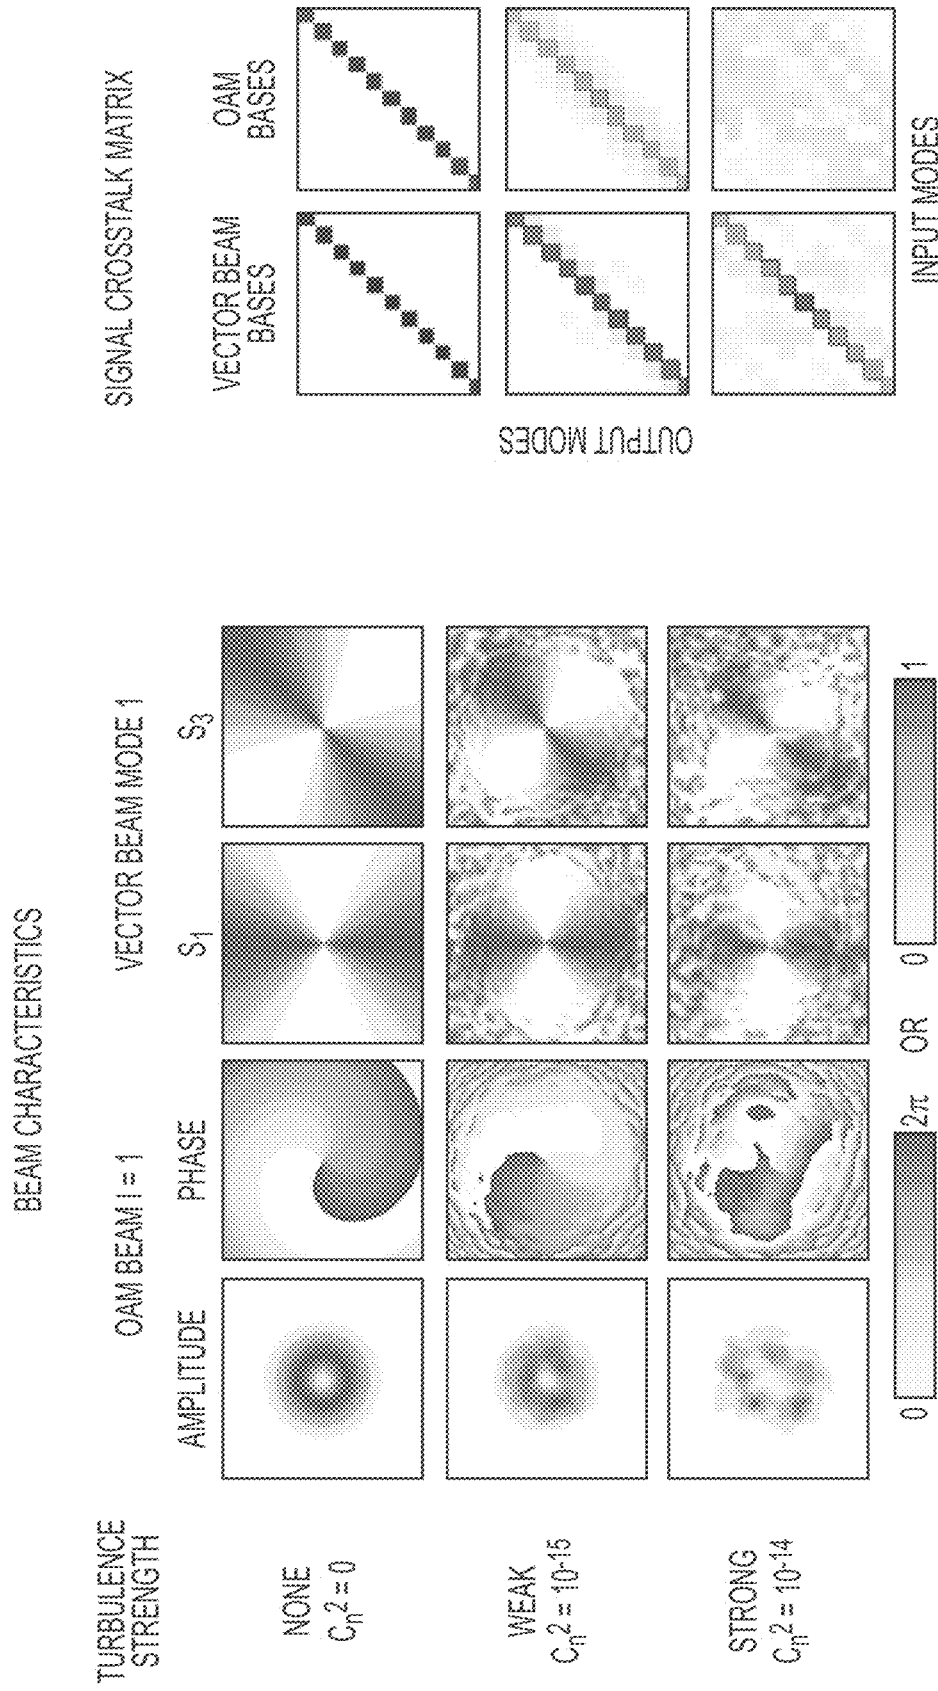 BEAM CHARACTERISTICS
TURBULENCE
STRENGTH
OAM BEAM l = 1
VECTOR BEAM MODE 1
SIGNAL CROSSTALK MATRIX
AMPLITUDE
PHASE
S₁
S₃
VECTOR BEAM
BASES
OAM
BASES
NONE
Cₙ² = 0
WEAK
Cₙ² = 10⁻¹⁵
STRONG
Cₙ² = 10⁻¹⁴
OUTPUT MODES
INPUT MODES
0 2π OR 0 1